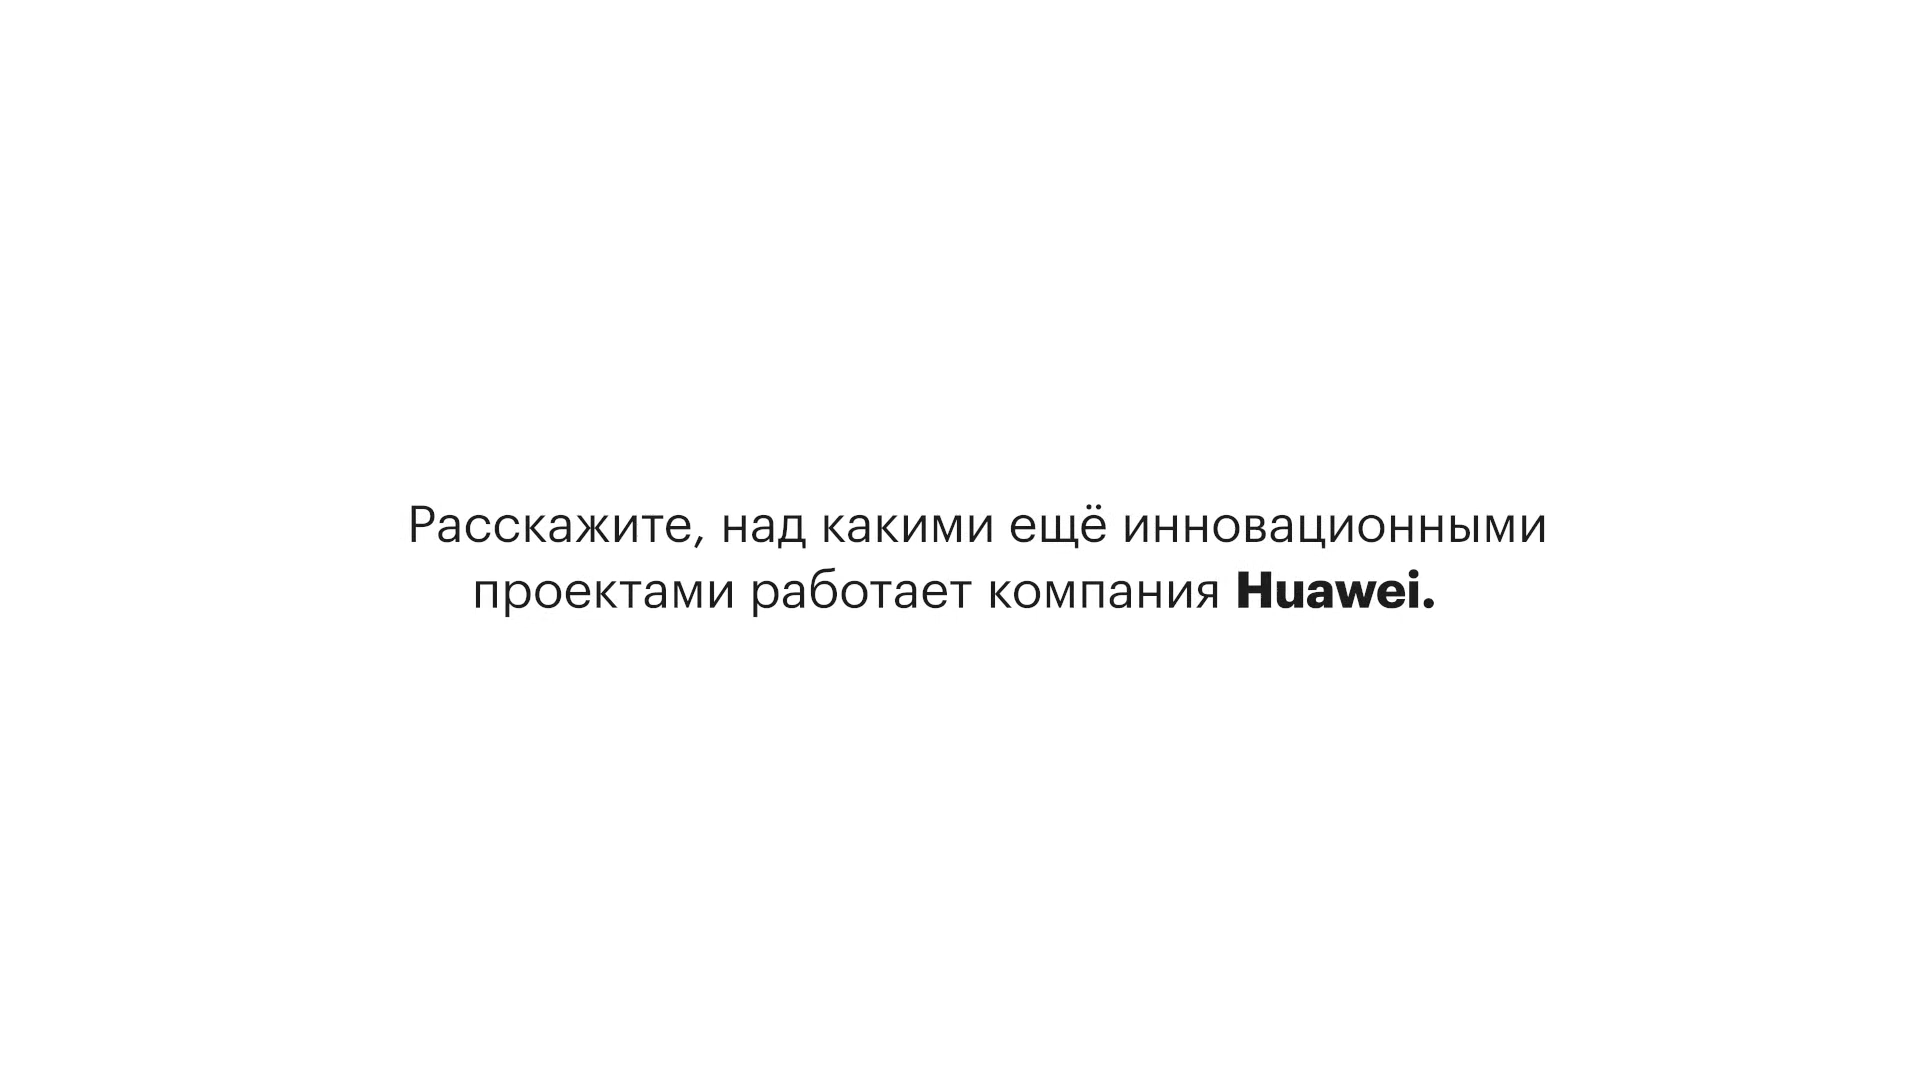 Расскажите, над какими ещё инновационными
проектами работает компания Huawei.